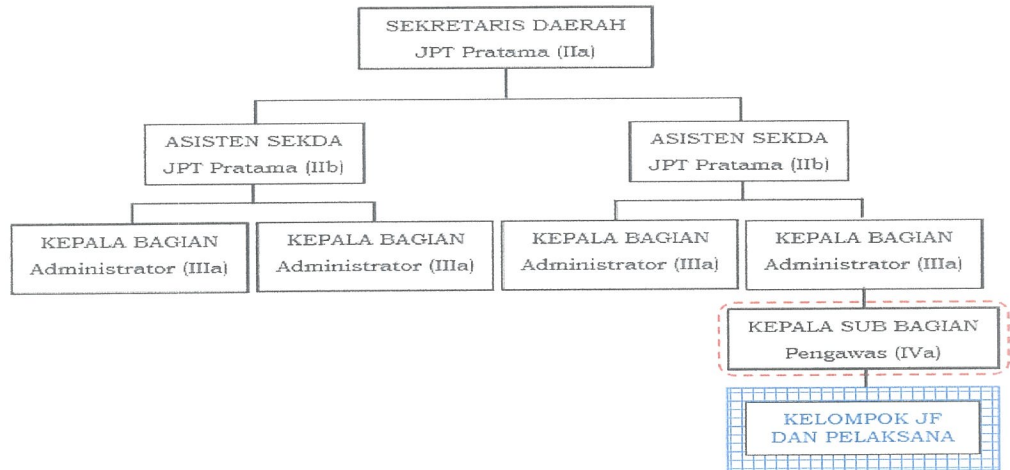 SEKRETARIS DAERAH
JPT Pratama (IIa)
ASISTEN SEKDA
JPT Pratama (IIb)
ASISTEN SEKDA
JPT Pratama (IIb)
KEPALA BAGIAN
Administrator (IIIa)
KEPALA BAGIAN
Administrator (IIIa)
KEPALA BAGIAN
Administrator (IIIa)
KEPALA BAGIAN
Administrator (IIIa)
KEPALA SUB BAGIAN
Pengawas (IVa)
KELOMPOK JF
DAN PELAKSANA